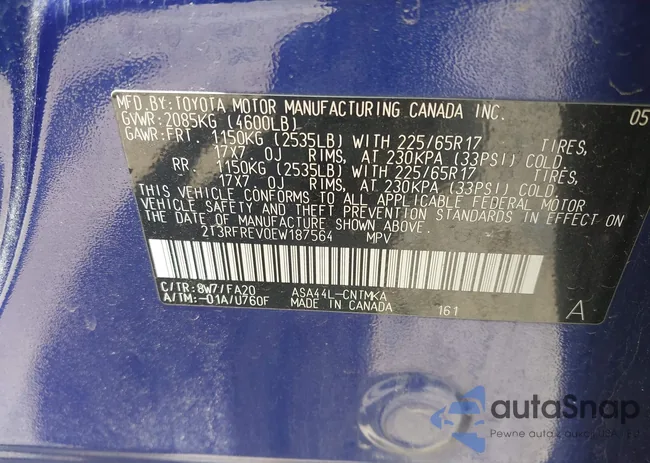 MFD.BY:TOYOTA MOTOR MANUFACTURING CANADA INC. 05
GVWR:2085KG (4600LB)
GAWR:FRT. 1150KG (2535LB) WITH 225/65R17 TIRES,
17X7 OJ RIMS, AT 230KPA (33PSI) COLD.
RR. 1150KG (2535LB) WITH 225/65R17 TIRES,
17X7 OJ RIMS, AT 230KPA (33PSI) COLD.
THIS VEHICLE CONFORMS TO ALL APPLICABLE FEDERAL MOTOR
VEHICLE SAFETY AND THEFT PREVENTION STANDARDS IN EFFECT ON
THE DATE OF MANUFACTURE SHOWN ABOVE.
2T3RFREV0EW187564 MPV
C/TR:8W7/FA20 ASA44L-CNTMKA
A/TM:-01A/U760F MADE IN CANADA 161 A
autoSnap
Pewne auta z